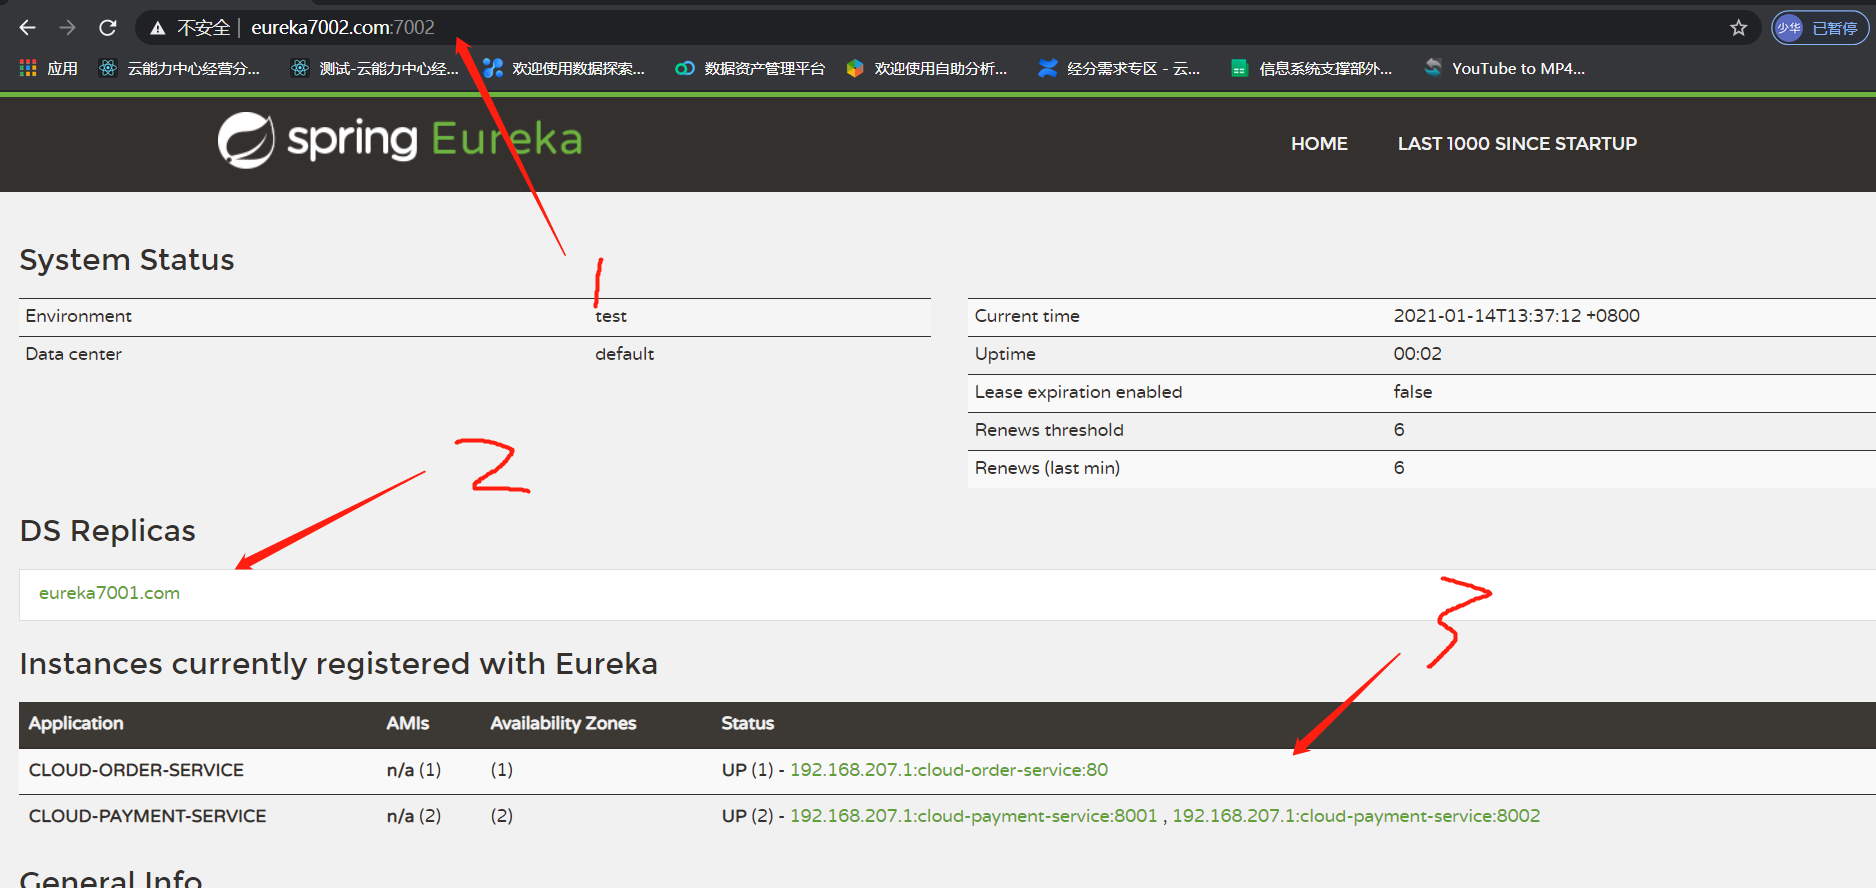 不安全 | eureka7002.com:7002 少华 已暂停
应用 云能力中心经营分... 测试-云能力中心经... 欢迎使用数据探索... 数据资产管理平台 欢迎使用自助分析... 经分需求专区 - 云... 信息系统支撑部外... YouTube to MP4...
spring Eureka HOME LAST 1000 SINCE STARTUP
1
System Status
Environment test
Data center default
Current time 2021-01-14T13:37:12 +0800
Uptime 00:02
Lease expiration enabled false
Renews threshold 6
Renews (last min) 6
2
DS Replicas
eureka7001.com
3
Instances currently registered with Eureka
Application AMIs Availability Zones Status
CLOUD-ORDER-SERVICE n/a (1) (1) UP (1) - 192.168.207.1:cloud-order-service:80
CLOUD-PAYMENT-SERVICE n/a (2) (2) UP (2) - 192.168.207.1:cloud-payment-service:8001 , 192.168.207.1:cloud-payment-service:8002
General Info